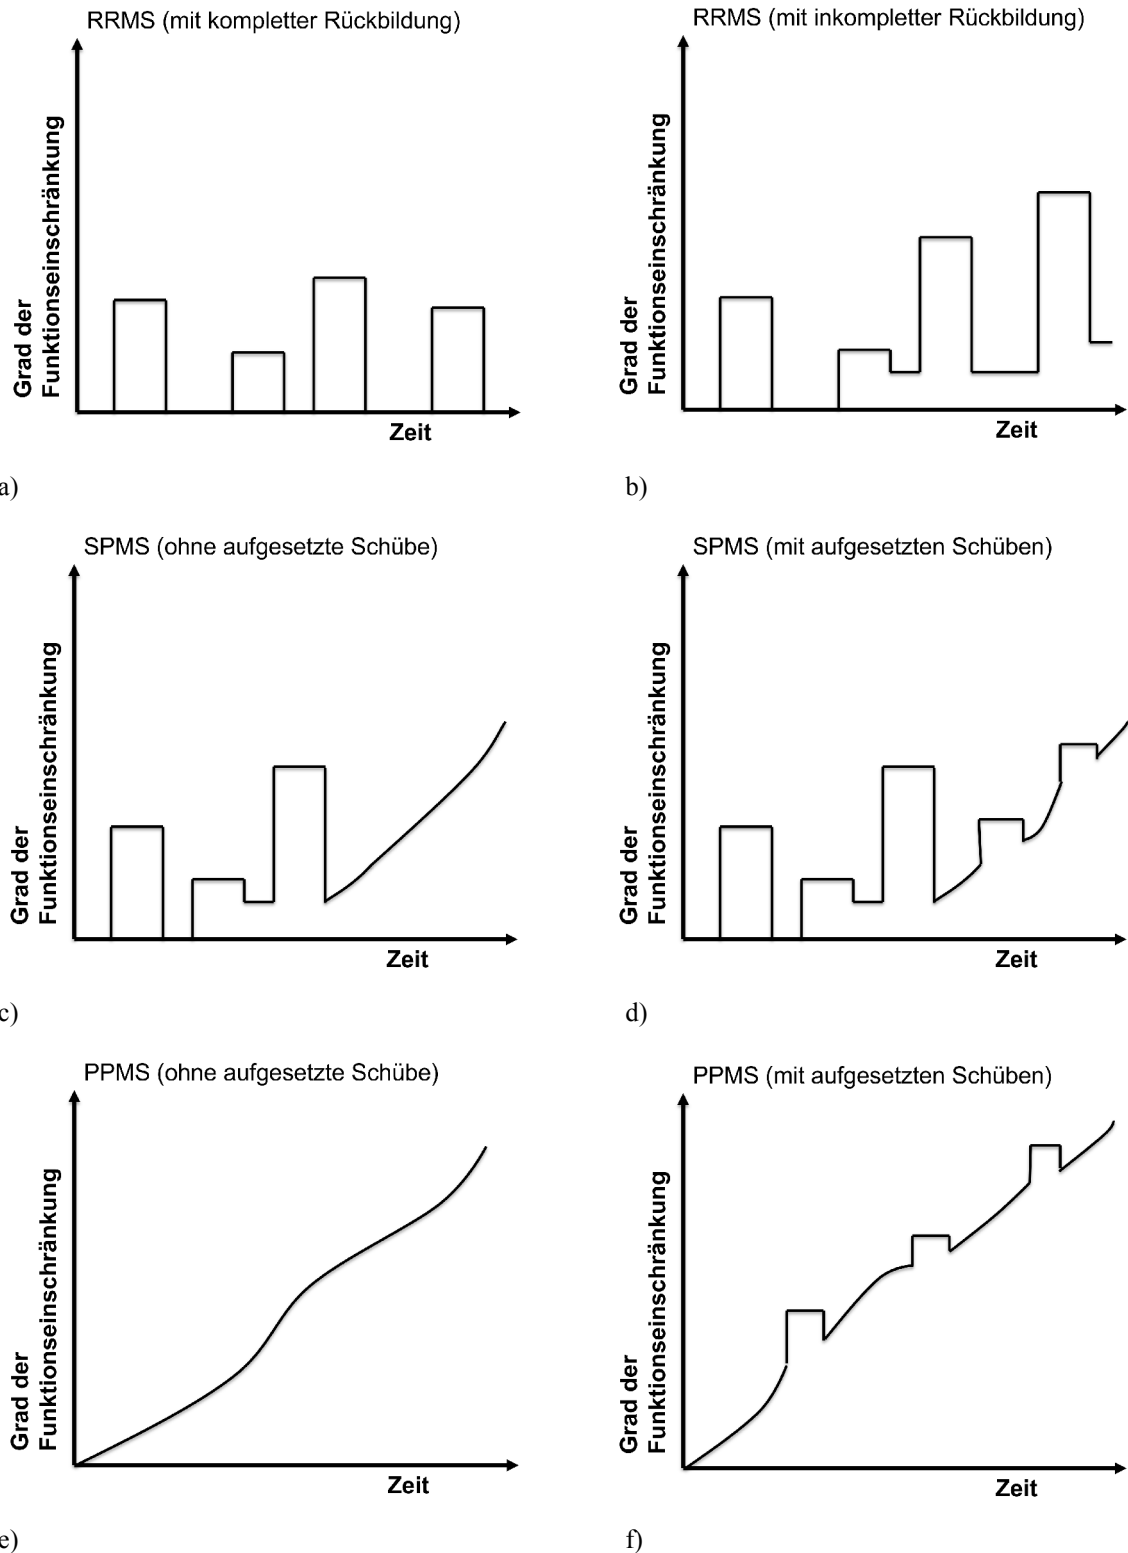 RRMS (mit kompletter Rückbildung)
Grad der
Funktionseinschränkung
Zeit
a)
RRMS (mit inkompletter Rückbildung)
Grad der
Funktionseinschränkung
Zeit
b)
SPMS (ohne aufgesetzte Schübe)
Grad der
Funktionseinschränkung
Zeit
c)
SPMS (mit aufgesetzten Schüben)
Grad der
Funktionseinschränkung
Zeit
d)
PPMS (ohne aufgesetzte Schübe)
Grad der
Funktionseinschränkung
Zeit
e)
PPMS (mit aufgesetzten Schüben)
Grad der
Funktionseinschränkung
Zeit
f)